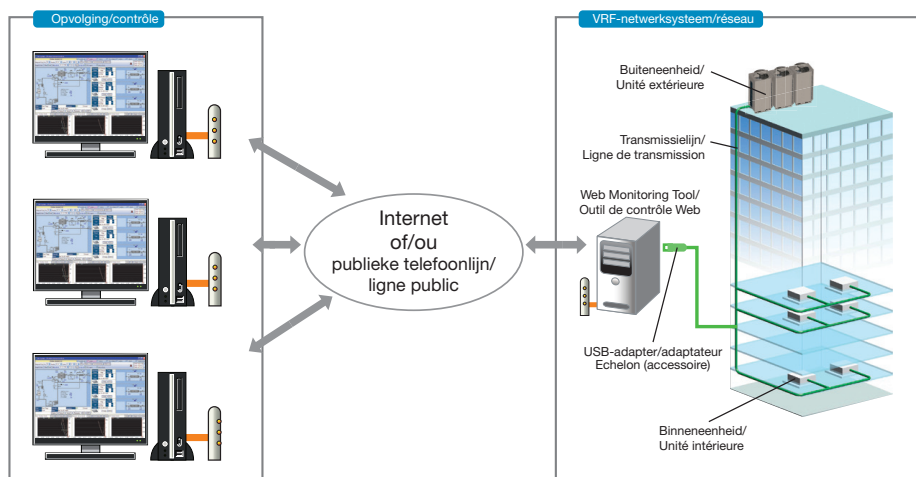 Opvolging/contrôle
VRF-netwerksysteem/réseau
Buiteneenheid/
Unité extérieure
Transmissielijn/
Ligne de transmission
Web Monitoring Tool/
Outil de contrôle Web
Internet
of/ou
publieke telefoonlijn/
ligne public
USB-adapter/adaptateur
Echelon (accessoire)
Binneneenheid/
Unité intérieure